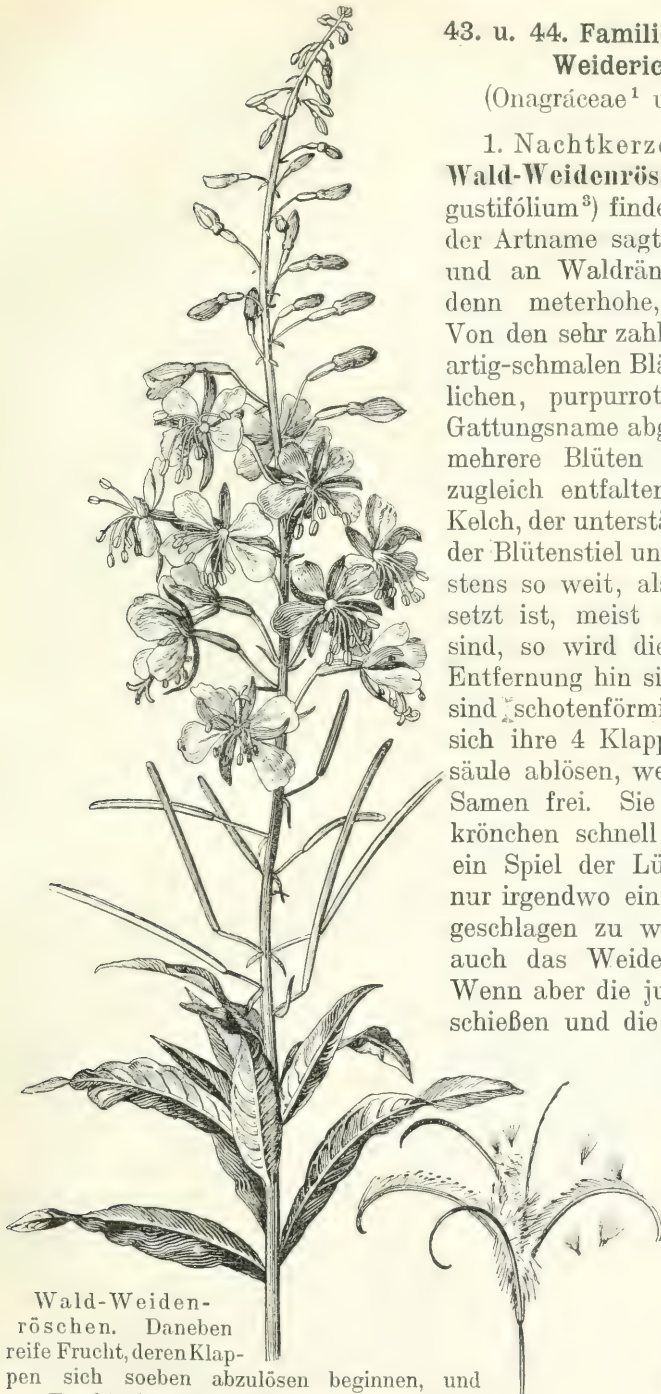 43. u. 44. Familie
Weideric
(Onagráceae¹ u
1. Nachtkerze
Wald-Weidenrös
gustifólium³) finde
der Artname sagt
und an Waldrän
denn meterhohe,
Von den sehr zahl
artig-schmalen Blä
lichen, purpurrot
Gattungsname abg
mehrere Blüten
zugleich entfalter
Kelch, der unterstä
der Blütenstiel un
stens so weit, al
setzt ist, meist
sind, so wird die
Entfernung hin si
sind schotenförmi
sich ihre 4 Klapp
säule ablösen, we
Samen frei. Sie
krönchen schnell
ein Spiel der Lü
nur irgendwo ein
geschlagen zu w
auch das Weide
Wenn aber die ju
schießen und die
Wald-Weiden-
röschen. Daneben
reife Frucht, deren Klap-
pen sich soeben abzulösen beginnen, und